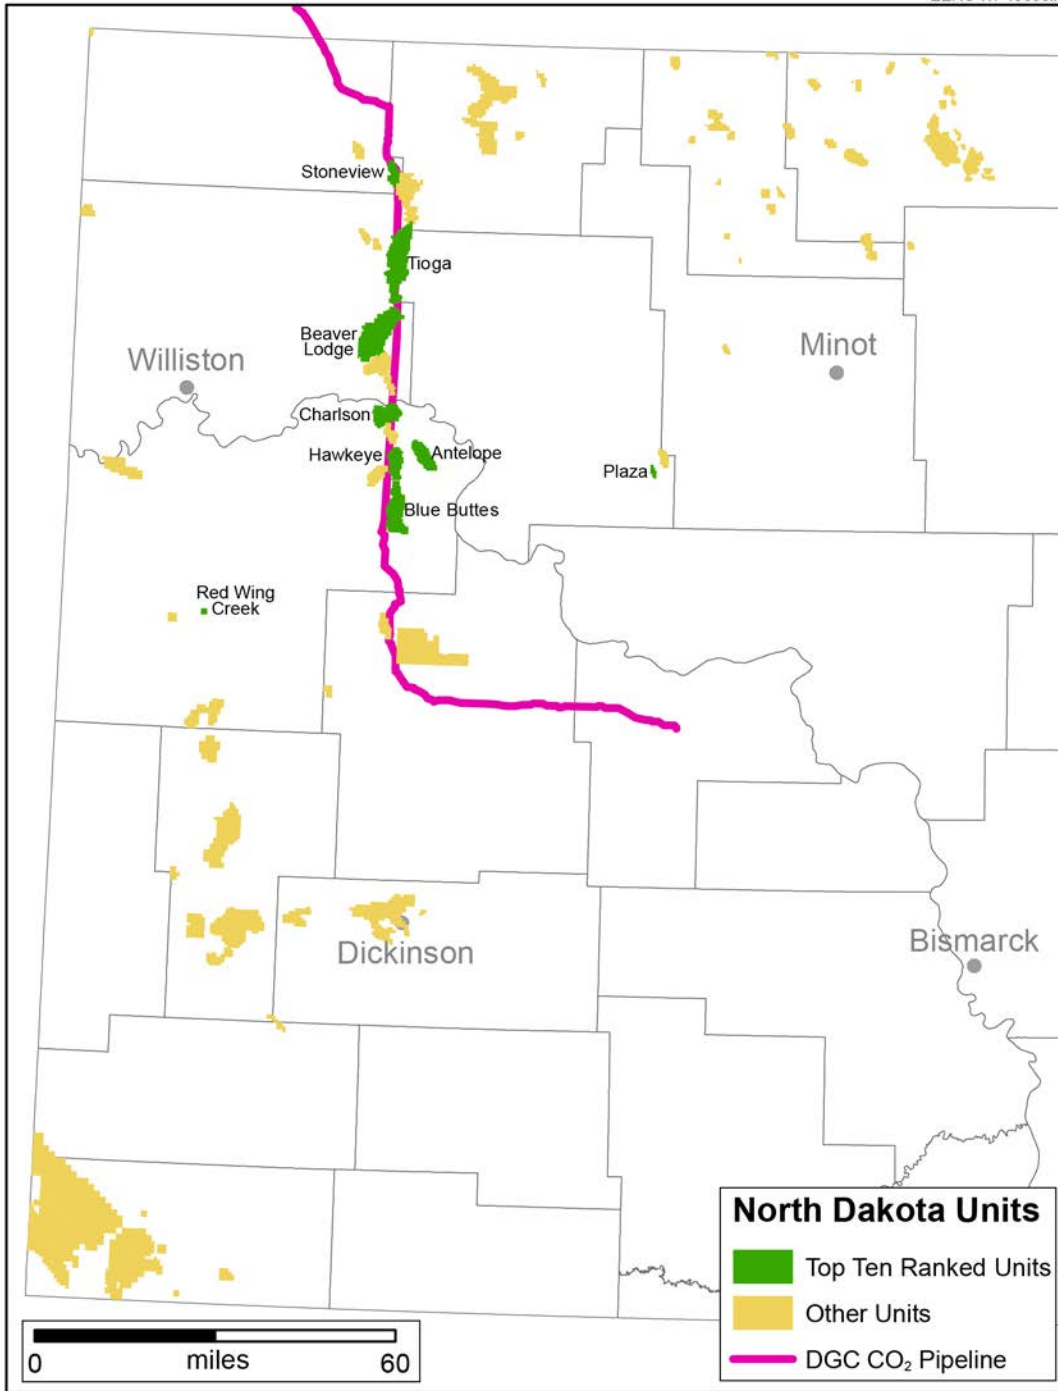 Stoneview
Tioga
Beaver
Lodge
Williston
Minot
Charlson
Hawkeye
Antelope
Plaza
Blue Buttes
Red Wing
Creek
Dickinson
Bismarck
North Dakota Units
Top Ten Ranked Units
Other Units
DGC CO₂ Pipeline
0 miles 60